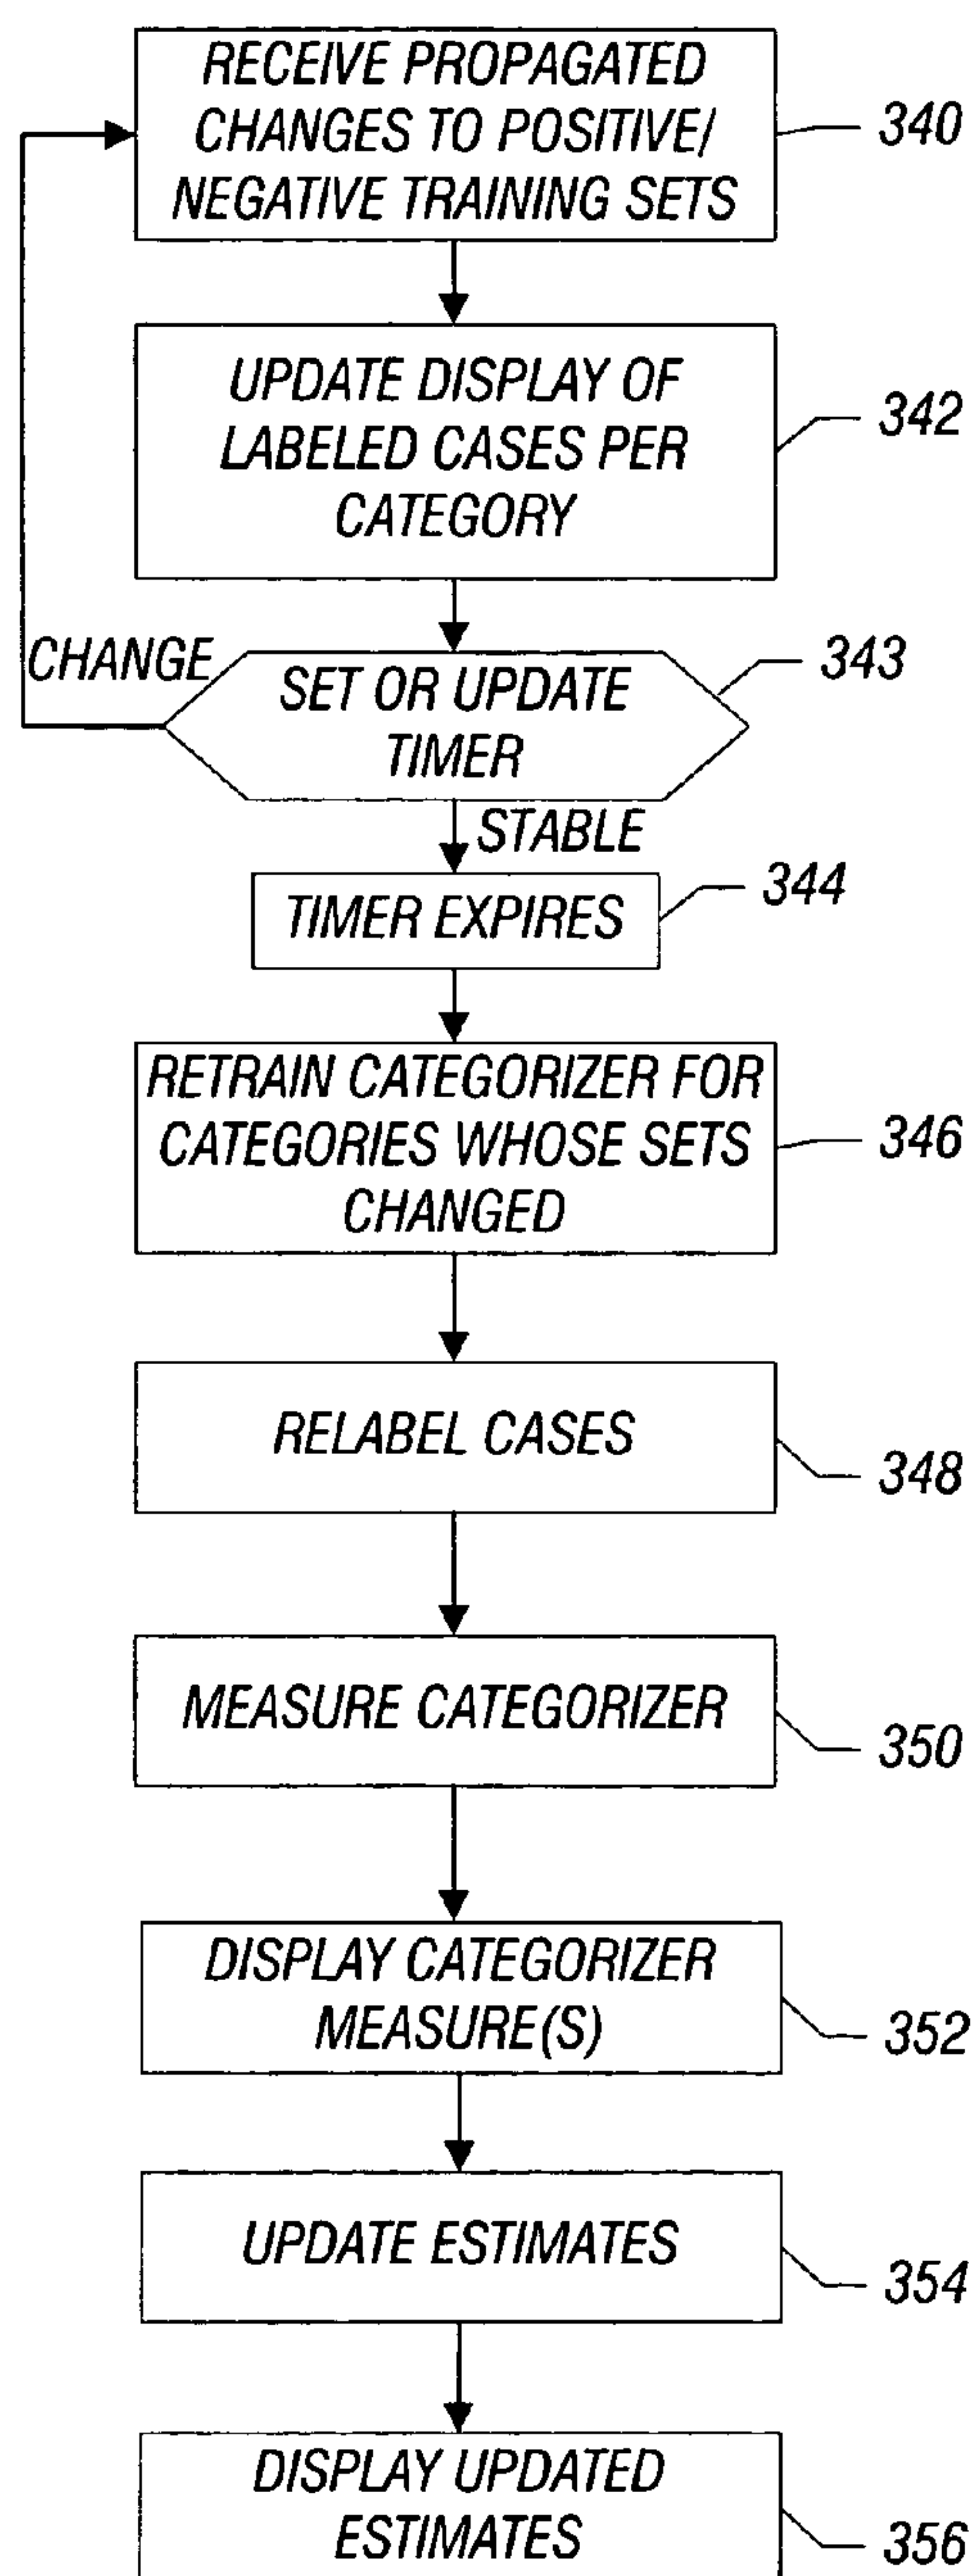 RECEIVE PROPAGATED
CHANGES TO POSITIVE/
NEGATIVE TRAINING SETS
340
UPDATE DISPLAY OF
LABELED CASES PER
CATEGORY
342
CHANGE
SET OR UPDATE
TIMER
343
STABLE
TIMER EXPIRES
344
RETRAIN CATEGORIZER FOR
CATEGORIES WHOSE SETS
CHANGED
346
RELABEL CASES
348
MEASURE CATEGORIZER
350
DISPLAY CATEGORIZER
MEASURE(S)
352
UPDATE ESTIMATES
354
DISPLAY UPDATED
ESTIMATES
356